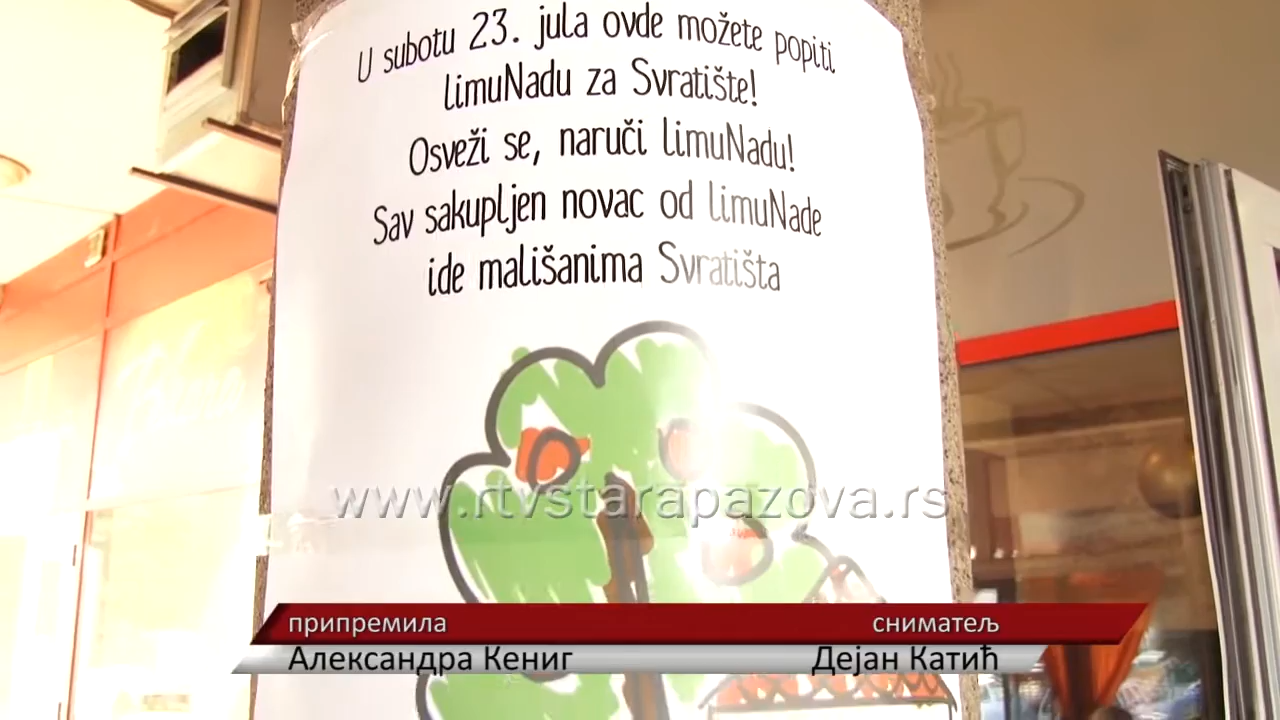 U subotu 23. jula ovde možete popiti
limuNadu za Svratište!
Osveži se, naruči limuNadu!
Sav sakupljen novac od limuNade
ide mališanima Svratišta
www.rtvstarapazova.rs
припремила
сниматељ
Александра Кениг
Дејан Катић